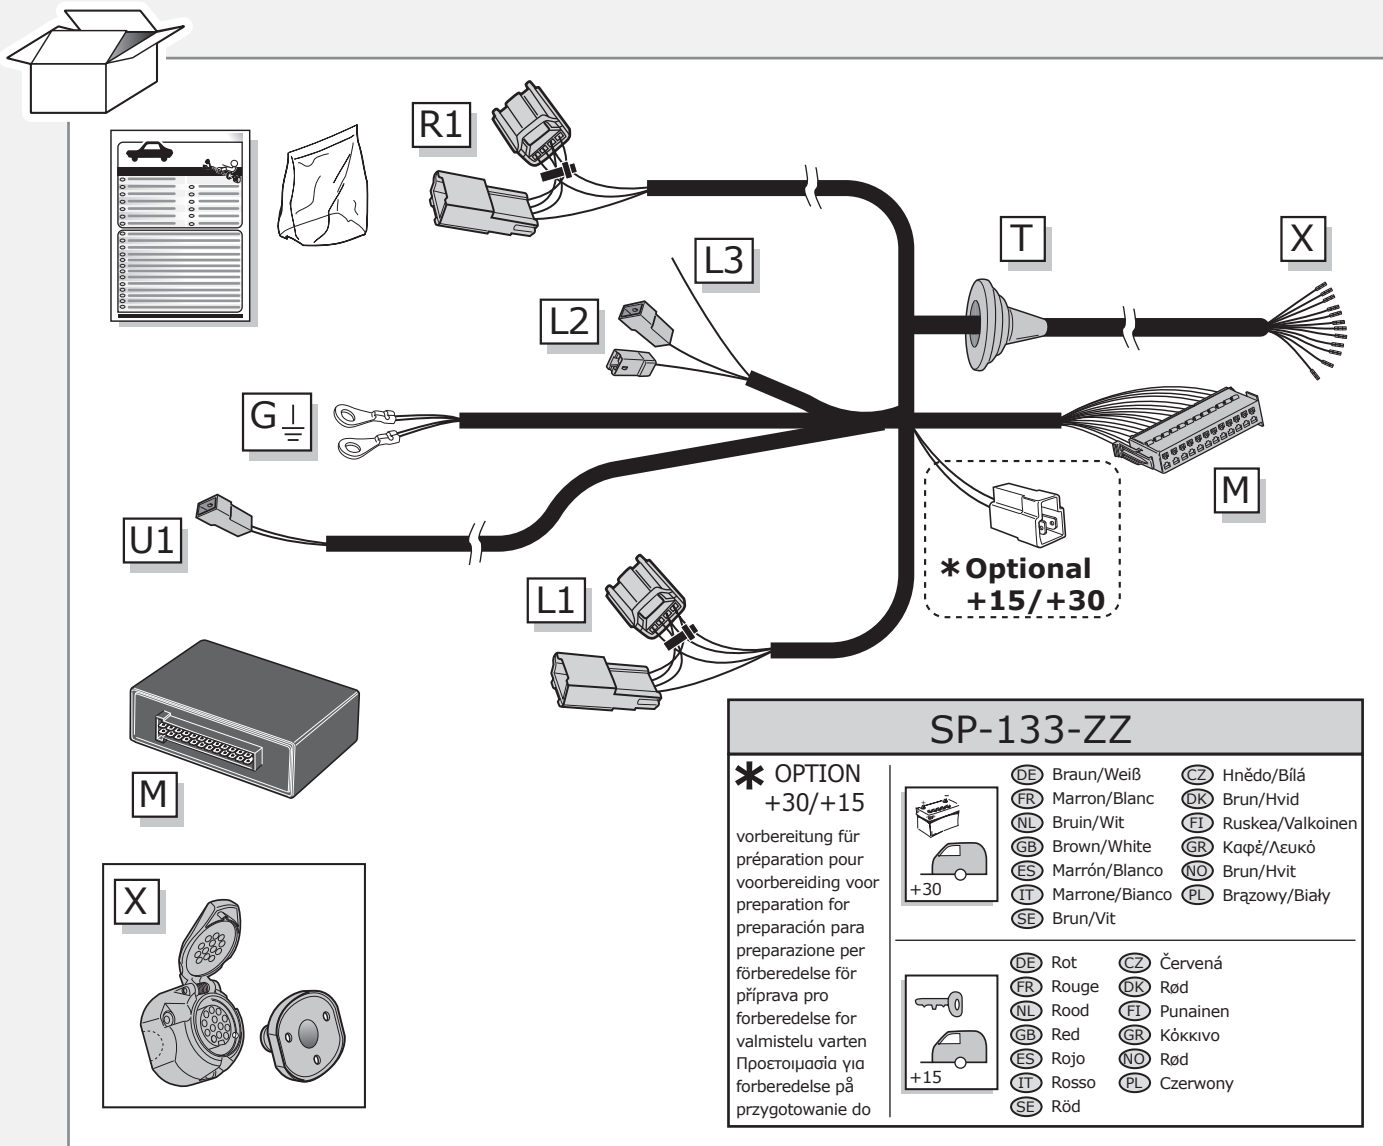 R1
L3
T
X
L2
G
M
U1
* Optional
+15/+30
L1
M
X
SP-133-ZZ
* OPTION
+30/+15
vorbereitung für
préparation pour
voorbereiding voor
preparation for
preparación para
preparazione per
förberedelse för
příprava pro
forberedelse for
valmistelu varten
Προετοιμασία για
forberedelse på
przygotowanie do
+30
DE Braun/Weiß
FR Marron/Blanc
NL Bruin/Wit
GB Brown/White
ES Marrón/Blanco
IT Marrone/Bianco
SE Brun/Vit
CZ Hnědo/Bílá
DK Brun/Hvid
FI Ruskea/Valkoinen
GR Καφέ/Λευκό
NO Brun/Hvit
PL Brązowy/Biały
+15
DE Rot
FR Rouge
NL Rood
GB Red
ES Rojo
IT Rosso
SE Röd
CZ Červená
DK Rød
FI Punainen
GR Κόκκινο
NO Rød
PL Czerwony